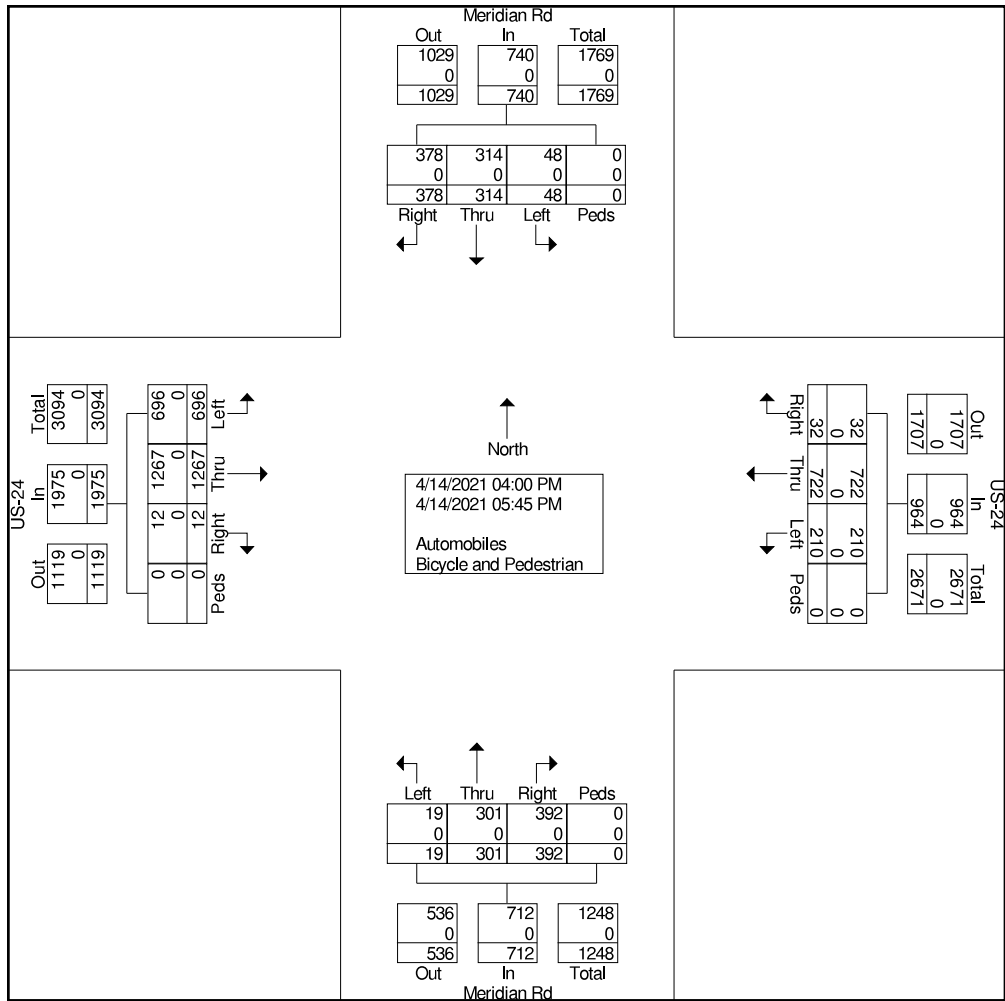 Meridian Rd
Out In Total
1029 740 1769
0 0 0
1029 740 1769
378 314 48 0
0 0 0 0
378 314 48 0
Right Thru Left Peds
US-24
Total In Out
3094 1975 1119
0 0 0
3094 1975 1119
696 1267 12 0
0 0 0 0
696 1267 12 0
Left Thru Right Peds
North
4/14/2021 04:00 PM
4/14/2021 05:45 PM
Automobiles
Bicycle and Pedestrian
Right Thru Left Peds
32 722 210 0
0 0 0 0
32 722 210 0
Out In Total
1707 964 2671
0 0 0
1707 964 2671
US-24
Left Thru Right Peds
19 301 392 0
0 0 0 0
19 301 392 0
536 712 1248
0 0 0
536 712 1248
Out In Total
Meridian Rd